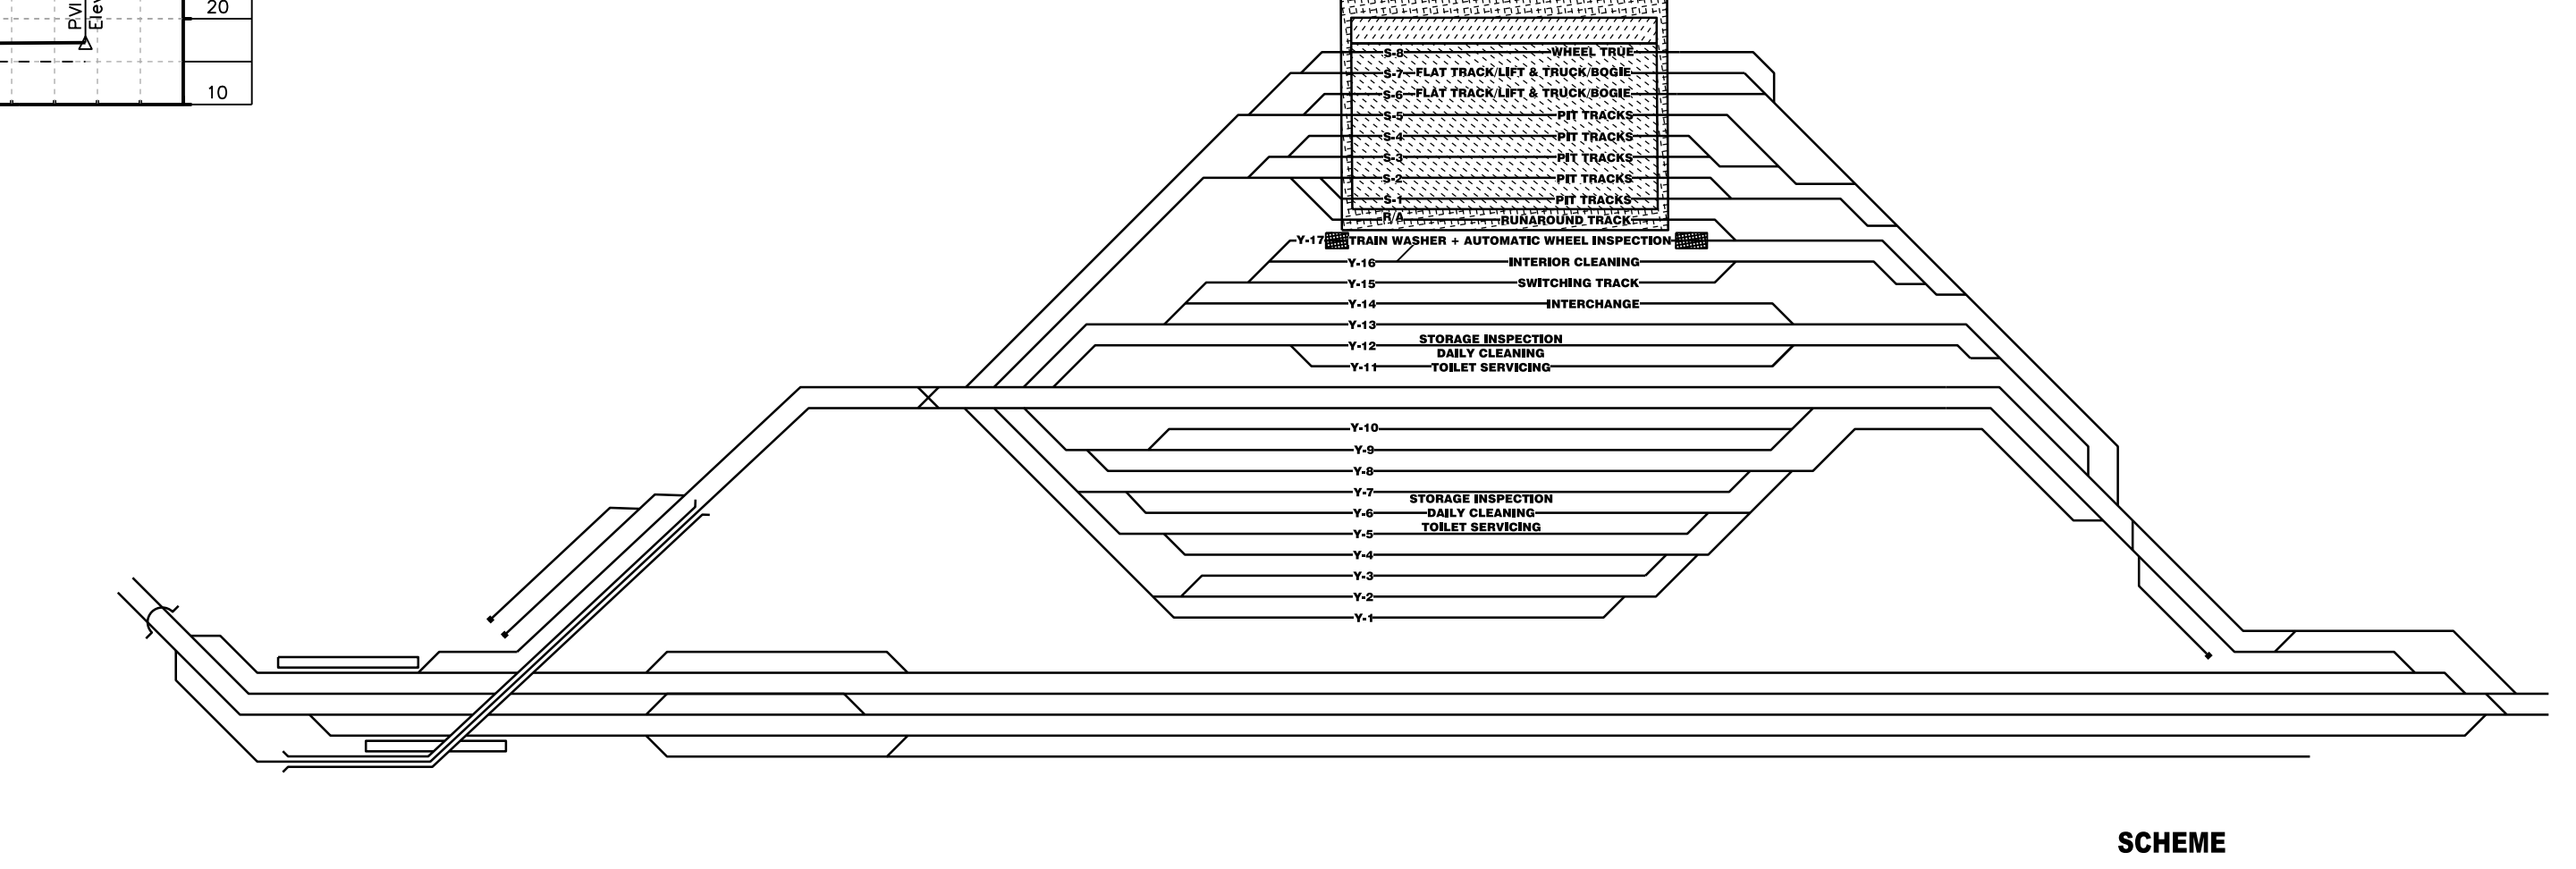 PVI
Elev
20
10
S-8 WHEEL TRUE
S-7 FLAT TRACK/LIFT & TRUCK/BOGIE
S-6 FLAT TRACK/LIFT & TRUCK/BOGIE
S-5 PIT TRACKS
S-4 PIT TRACKS
S-3 PIT TRACKS
S-2 PIT TRACKS
S-1 PIT TRACKS
R/A RUNAROUND TRACK
Y-17 TRAIN WASHER + AUTOMATIC WHEEL INSPECTION
Y-16 INTERIOR CLEANING
Y-15 SWITCHING TRACK
Y-14 INTERCHANGE
Y-13
STORAGE INSPECTION
Y-12
DAILY CLEANING
Y-11 TOILET SERVICING
Y-10
Y-9
Y-8
Y-7
STORAGE INSPECTION
Y-6 DAILY CLEANING
TOILET SERVICING
Y-5
Y-4
Y-3
Y-2
Y-1
SCHEME